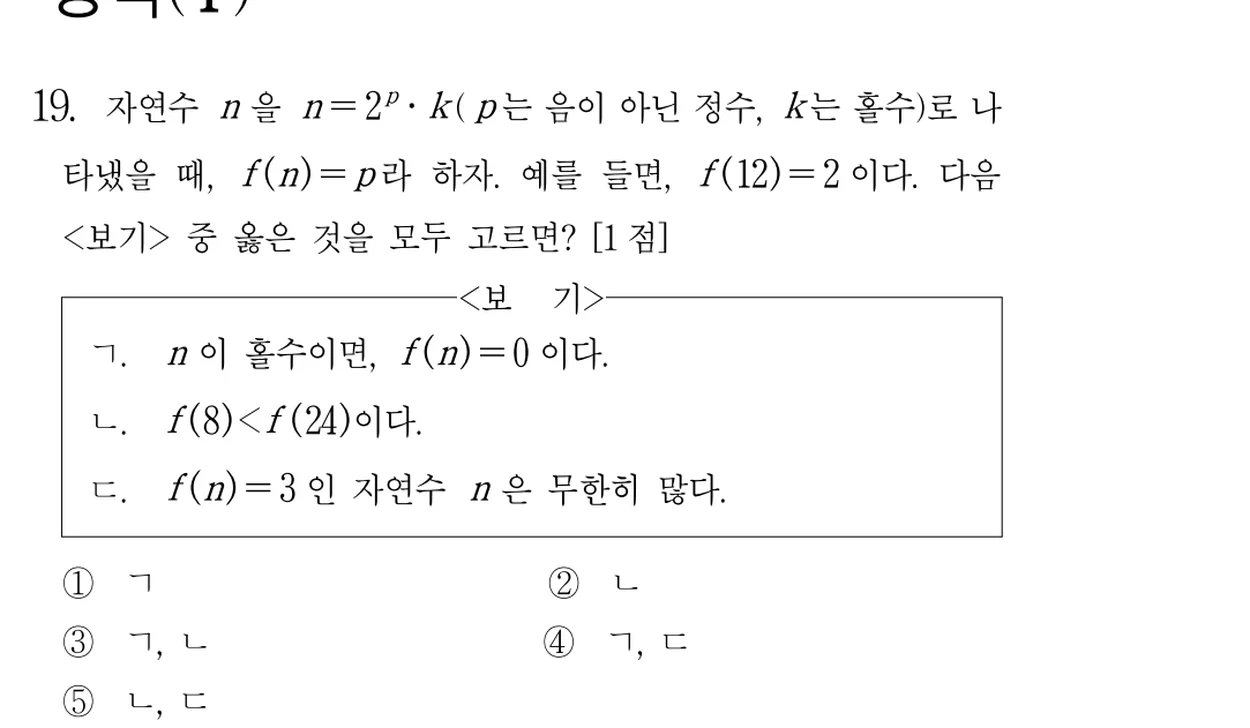 19. 자연수 n을 n=2ᵖ·k( p는 음이 아닌 정수, k는 홀수)로 나
타냈을 때, f(n)=p라 하자. 예를 들면, f(12)=2이다. 다음
<보기> 중 옳은 것을 모두 고르면? [1점]
<보 기>
ㄱ. n이 홀수이면, f(n)=0이다.
ㄴ. f(8)<f(24)이다.
ㄷ. f(n)=3인 자연수 n은 무한히 많다.
① ㄱ ② ㄴ
③ ㄱ, ㄴ ④ ㄱ, ㄷ
⑤ ㄴ, ㄷ